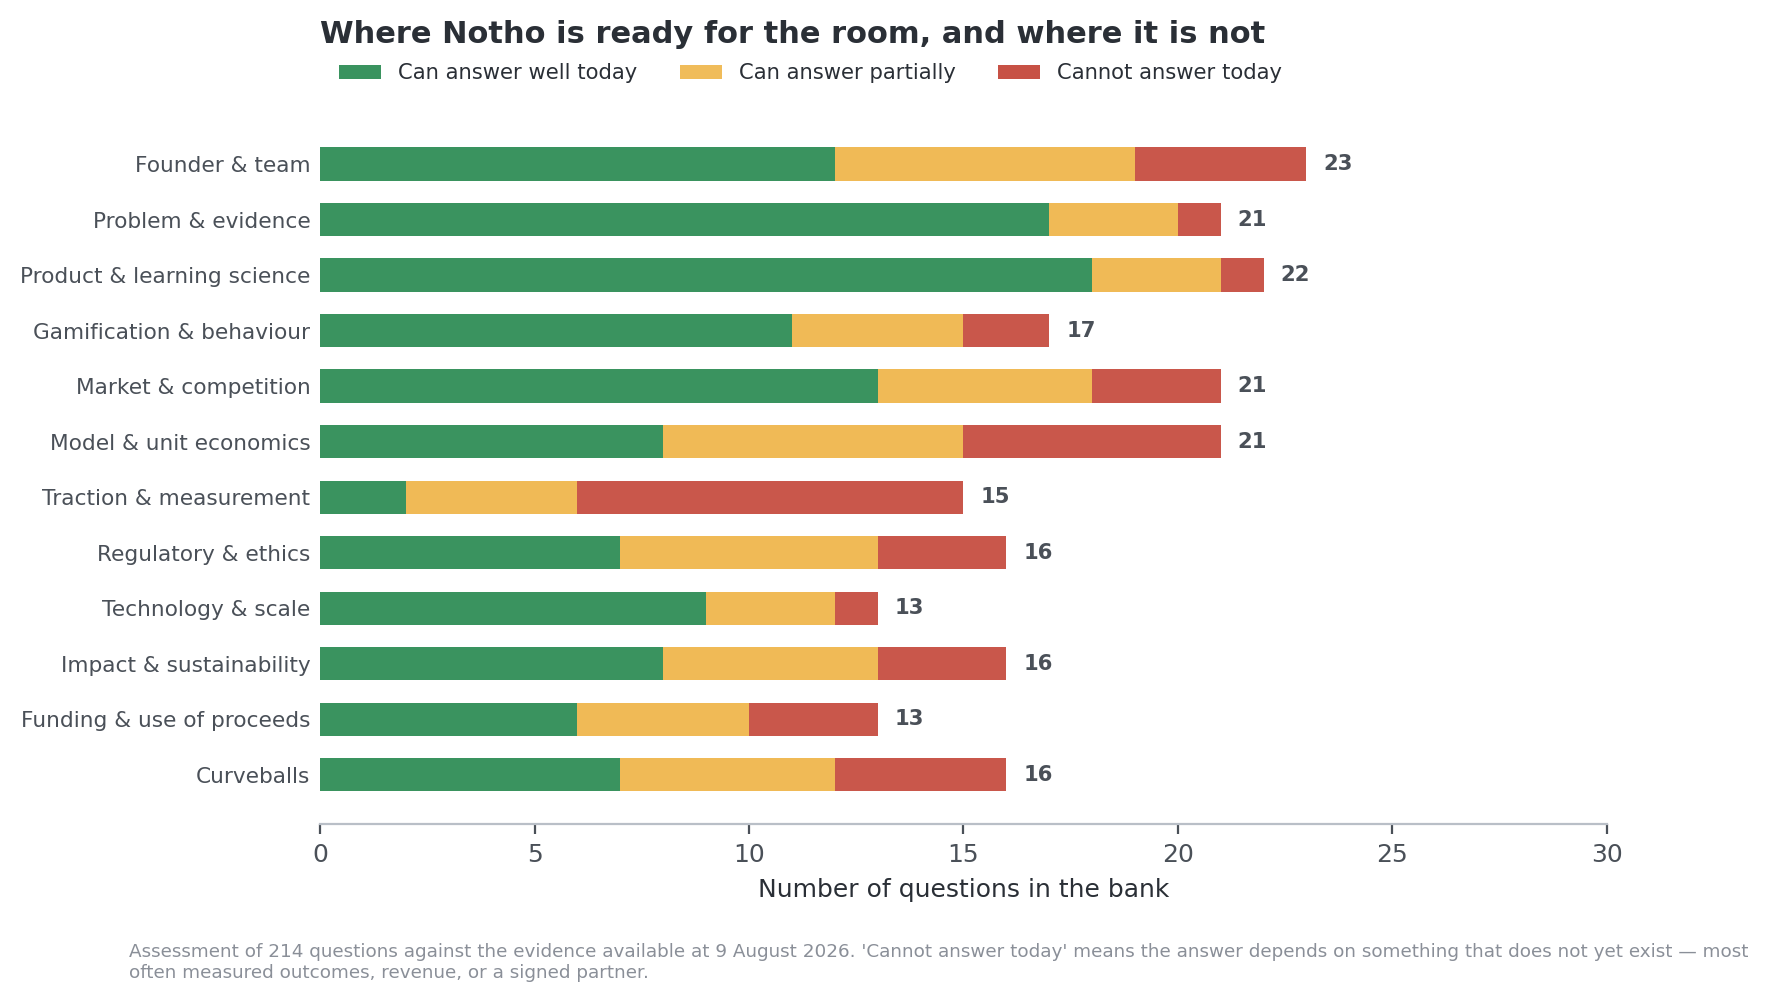 Where Notho is ready for the room, and where it is not
Can answer well today
Can answer partially
Cannot answer today
Founder & team
23
Problem & evidence
21
Product & learning science
22
Gamification & behaviour
17
Market & competition
21
Model & unit economics
21
Traction & measurement
15
Regulatory & ethics
16
Technology & scale
13
Impact & sustainability
16
Funding & use of proceeds
13
Curveballs
16
0 5 10 15 20 25 30
Number of questions in the bank
Assessment of 214 questions against the evidence available at 9 August 2026. 'Cannot answer today' means the answer depends on something that does not yet exist — most
often measured outcomes, revenue, or a signed partner.